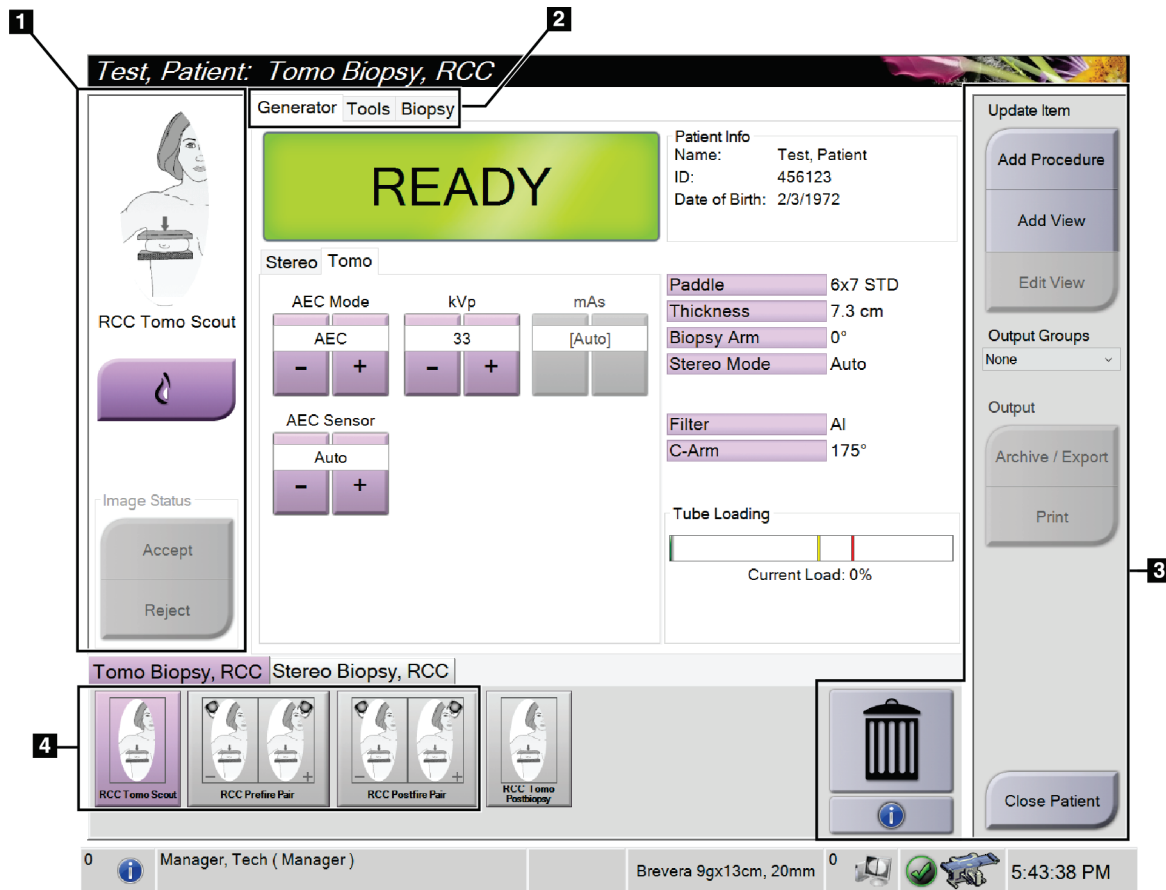 1
2
Test, Patient: Tomo Biopsy, RCC
Generator Tools Biopsy
Update Item
READY
Patient Info
Name: Test, Patient
ID: 456123
Date of Birth: 2/3/1972
Add Procedure
Add View
Edit View
Stereo Tomo
RCC Tomo Scout
AEC Mode kVp mAs
AEC 33 [Auto]
- + - +
AEC Sensor
Auto
- +
Paddle 6x7 STD
Thickness 7.3 cm
Biopsy Arm 0°
Stereo Mode Auto
Filter Al
C-Arm 175°
Output Groups
None
Output
Archive / Export
Print
Image Status
Accept
Reject
Tube Loading
Current Load: 0%
3
Tomo Biopsy, RCC Stereo Biopsy, RCC
4
- + - +
RCC Tomo Scout RCC Prefire Pair RCC Postfire Pair RCC Tomo
Postbiopsy
Close Patient
0 Manager, Tech ( Manager ) Brevera 9gx13cm, 20mm 0 5:43:38 PM